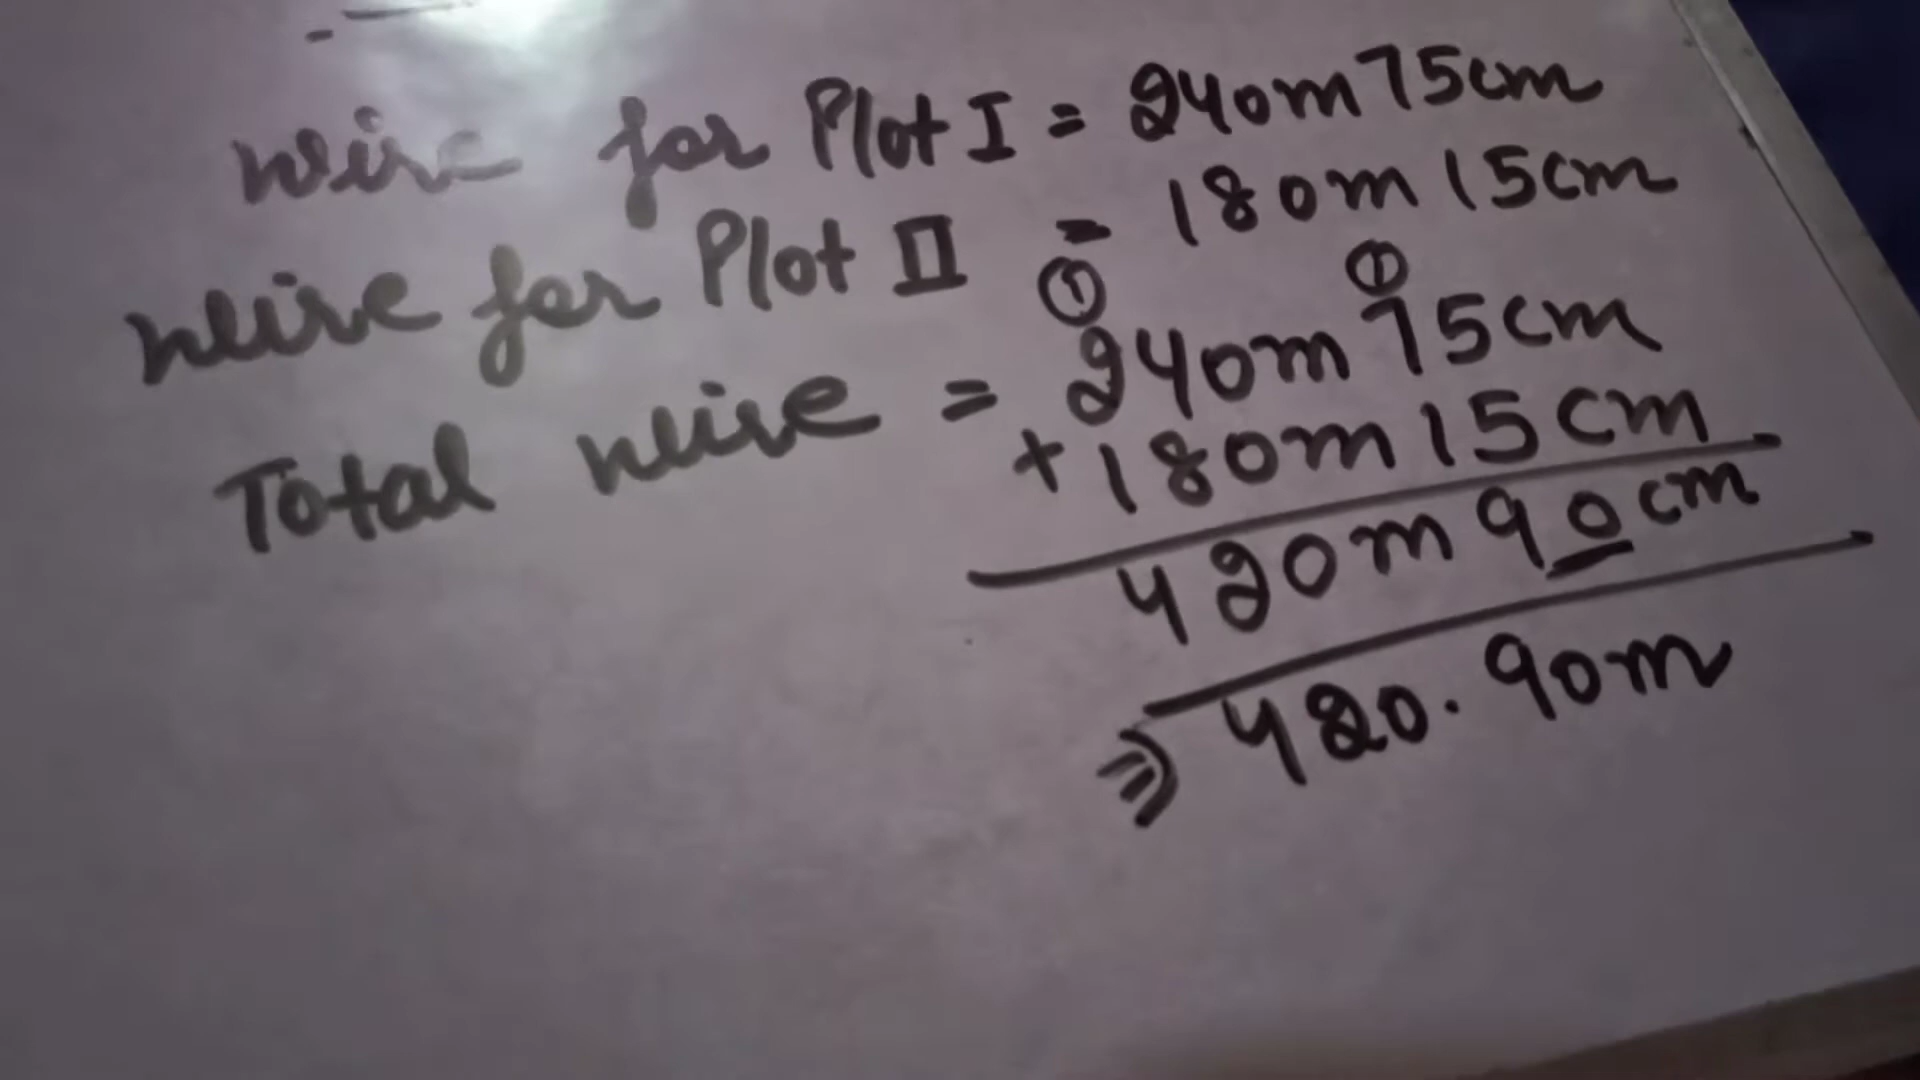 Wire for Plot I = 240m 75cm
Wire for Plot II = 180m 15cm
① ①
Total wire = 240m 75cm
+ 180m 15cm
420m 90cm
⇒ 420.90m